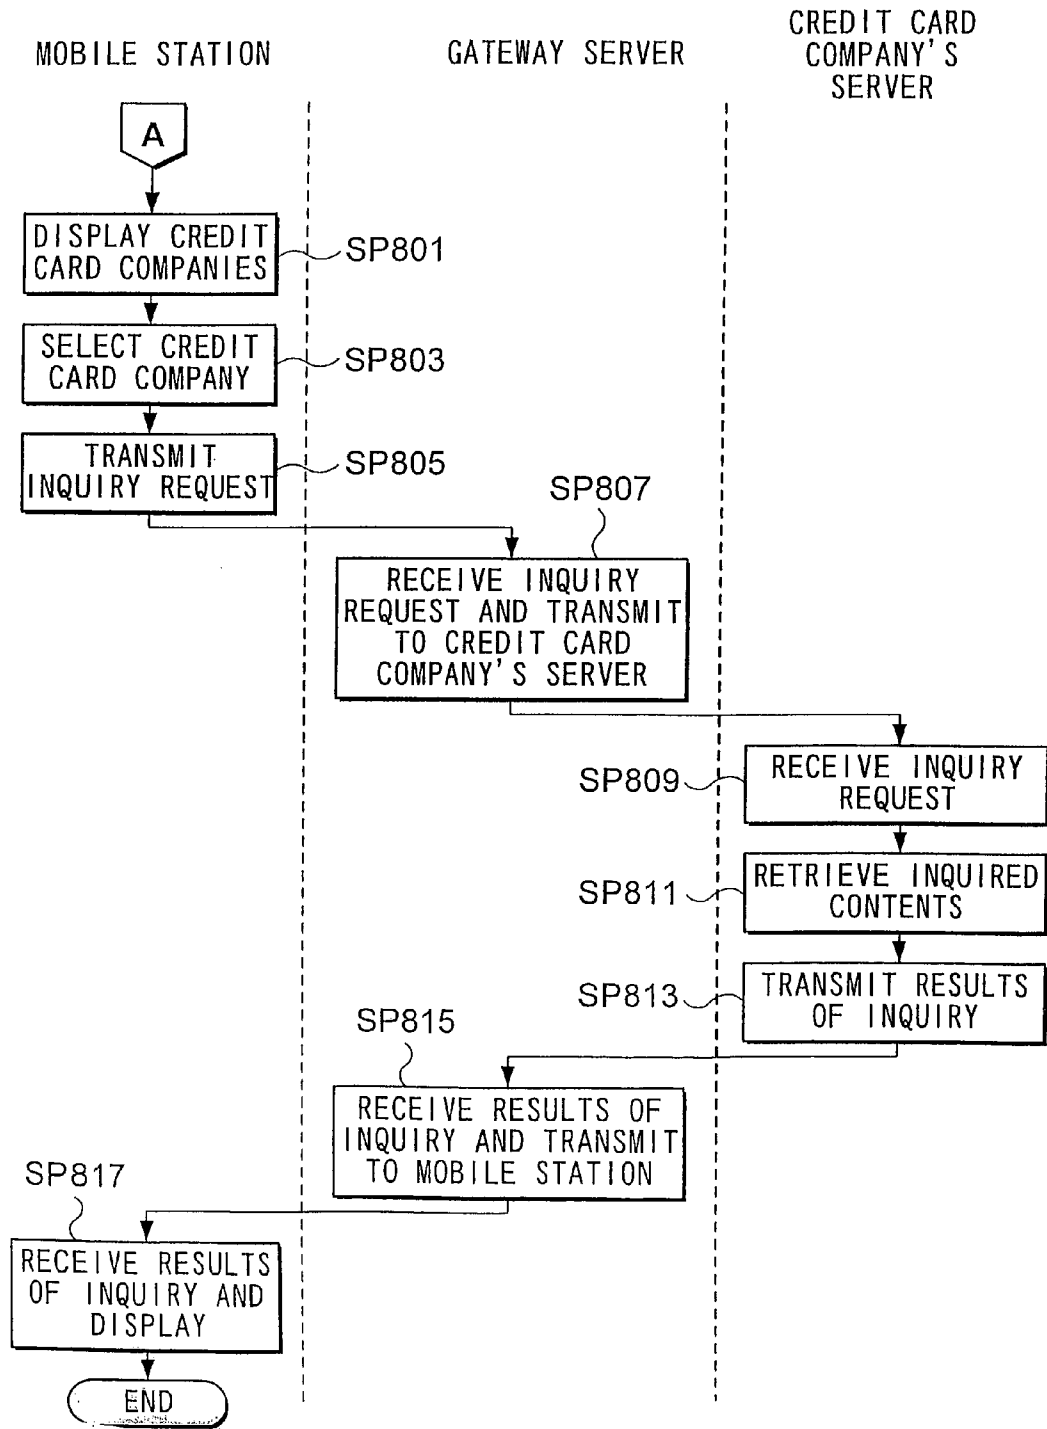 MOBILE STATION
GATEWAY SERVER
CREDIT CARD
COMPANY'S
SERVER
A
DISPLAY CREDIT
CARD COMPANIES
SP801
SELECT CREDIT
CARD COMPANY
SP803
TRANSMIT
INQUIRY REQUEST
SP805
SP807
RECEIVE INQUIRY
REQUEST AND TRANSMIT
TO CREDIT CARD
COMPANY'S SERVER
SP809
RECEIVE INQUIRY
REQUEST
SP811
RETRIEVE INQUIRED
CONTENTS
SP813
TRANSMIT RESULTS
OF INQUIRY
SP815
RECEIVE RESULTS OF
INQUIRY AND TRANSMIT
TO MOBILE STATION
SP817
RECEIVE RESULTS
OF INQUIRY AND
DISPLAY
END